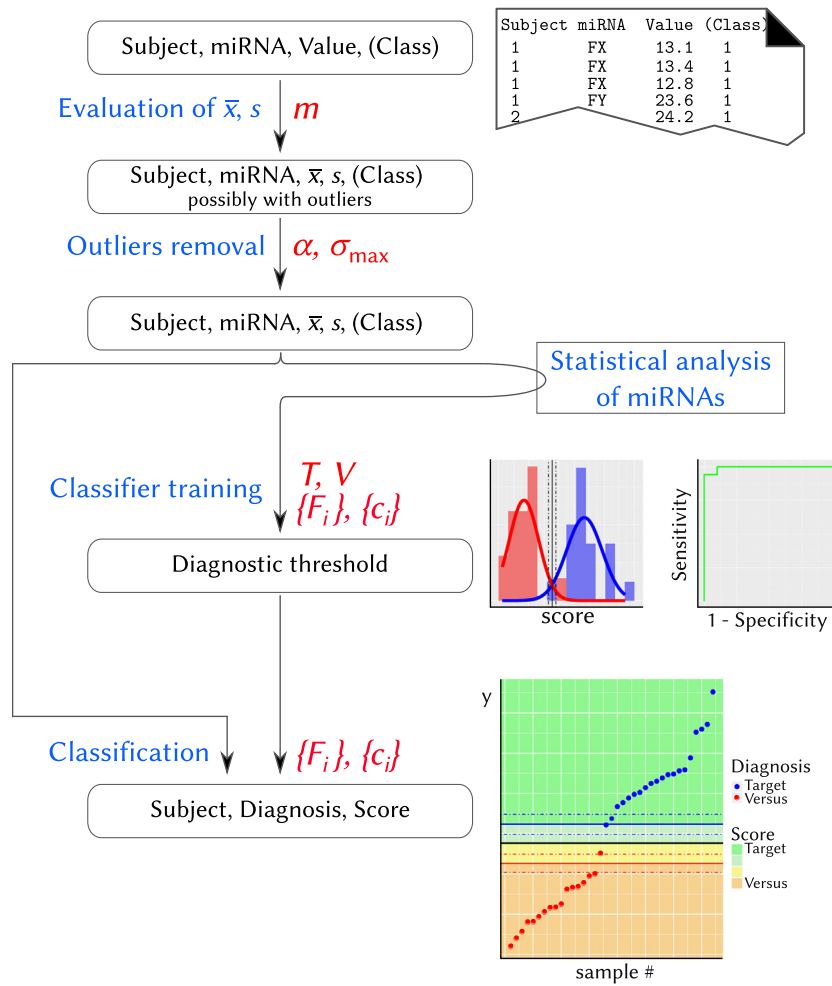 Subject, miRNA, Value, (Class)
Subject miRNA Value (Class)
1 FX 13.1 1
1 FX 13.4 1
1 FX 12.8 1
1 FY 23.6 1
2 24.2 1
Evaluation of x̅, s m
Subject, miRNA, x̅, s, (Class)
possibly with outliers
Outliers removal α, σmax
Subject, miRNA, x̅, s, (Class)
Statistical analysis
of miRNAs
Classifier training
T, V
{Fi}, {ci}
Diagnostic threshold
score
Sensitivity
1 - Specificity
Classification {Fi}, {ci}
Subject, Diagnosis, Score
y
Diagnosis
Target
Versus
Score
Target
Versus
sample #